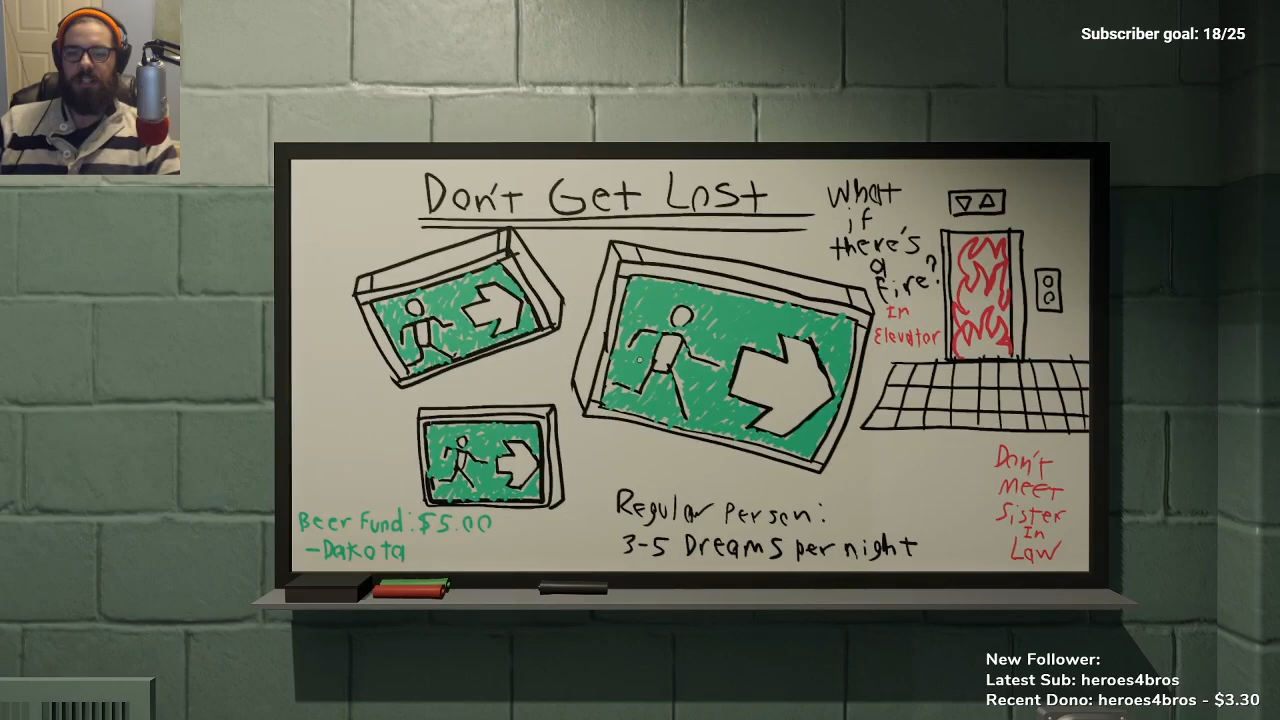 Subscriber goal: 18/25
Don't Get Lost
What
if
there's
a
Fire?
In
Elevator
Don't
Meet
Sister
In
Law
Beer Fund: $5.00
-Dakota
Regular person:
3-5 Dreams per night
New Follower:
Latest Sub: heroes4bros
Recent Dono: heroes4bros - $3.30